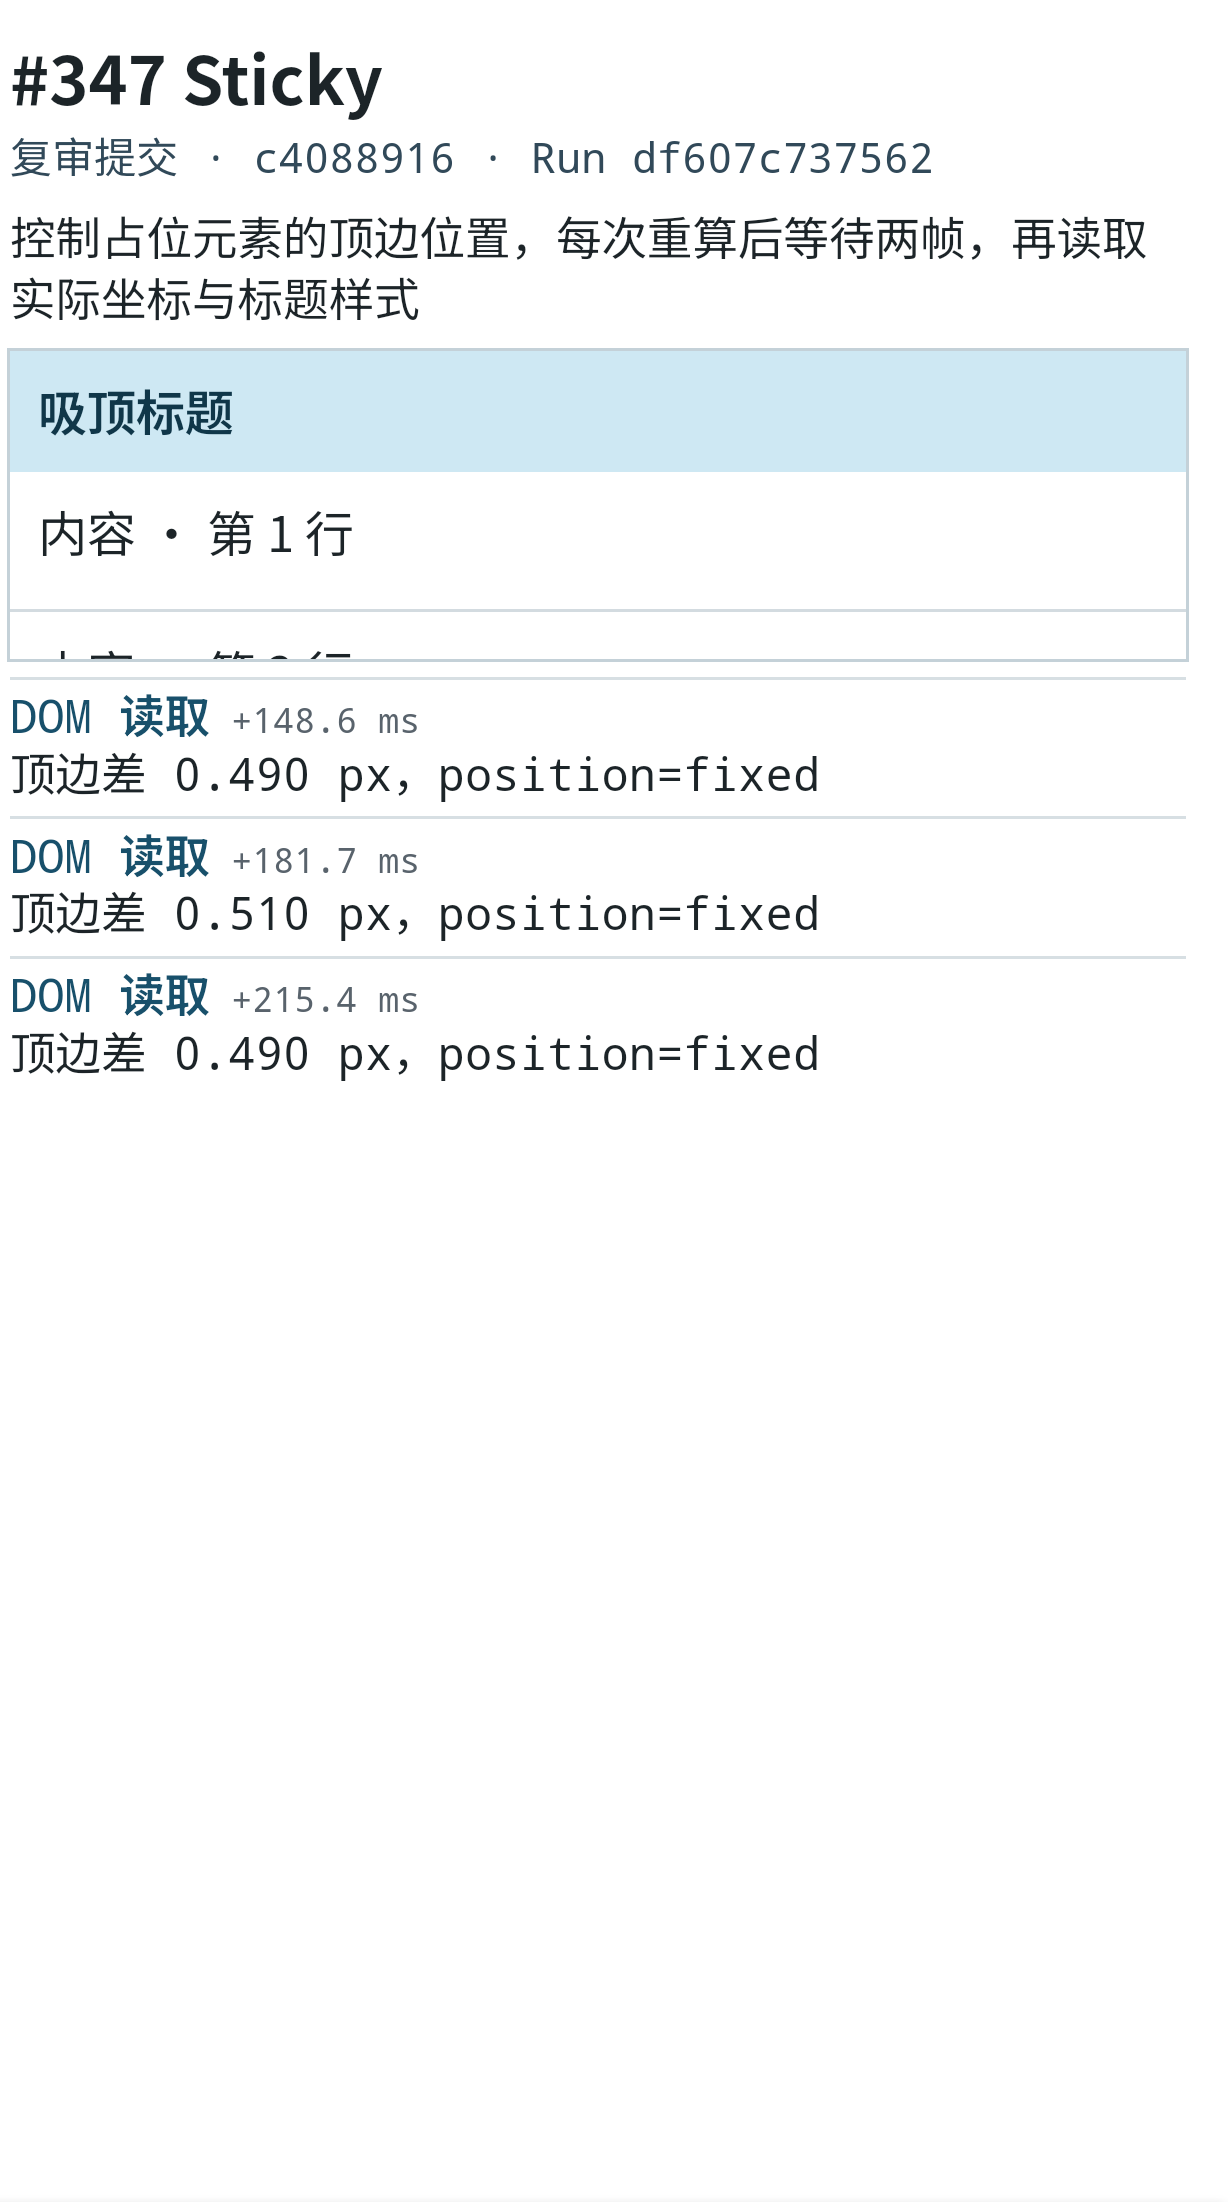 #347 Sticky
复审提交 · c4088916 · Run df607c737562
控制占位元素的顶边位置，每次重算后等待两帧，再读取
实际坐标与标题样式
吸顶标题
内容 · 第 1 行
DOM 读取 +148.6 ms
顶边差 0.490 px，position=fixed
DOM 读取 +181.7 ms
顶边差 0.510 px，position=fixed
DOM 读取 +215.4 ms
顶边差 0.490 px，position=fixed